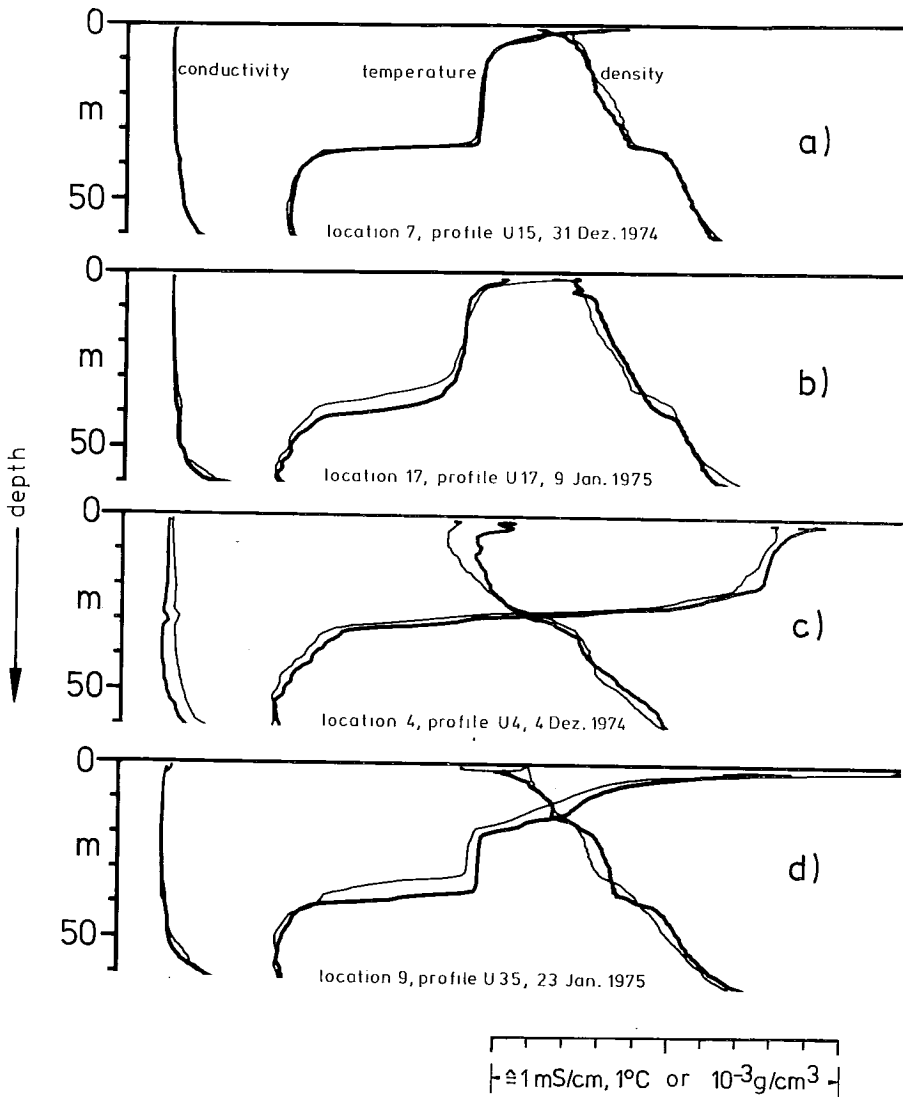 0
conductivity temperature density
m
a)
50
location 7, profile U15, 31 Dez. 1974
0
m
b)
50
location 17, profile U17, 9 Jan. 1975
depth
0
m
c)
50
location 4, profile U4, 4 Dez. 1974
0
m
d)
50
location 9, profile U35, 23 Jan. 1975
≙1 mS/cm, 1°C or 10⁻³g/cm³